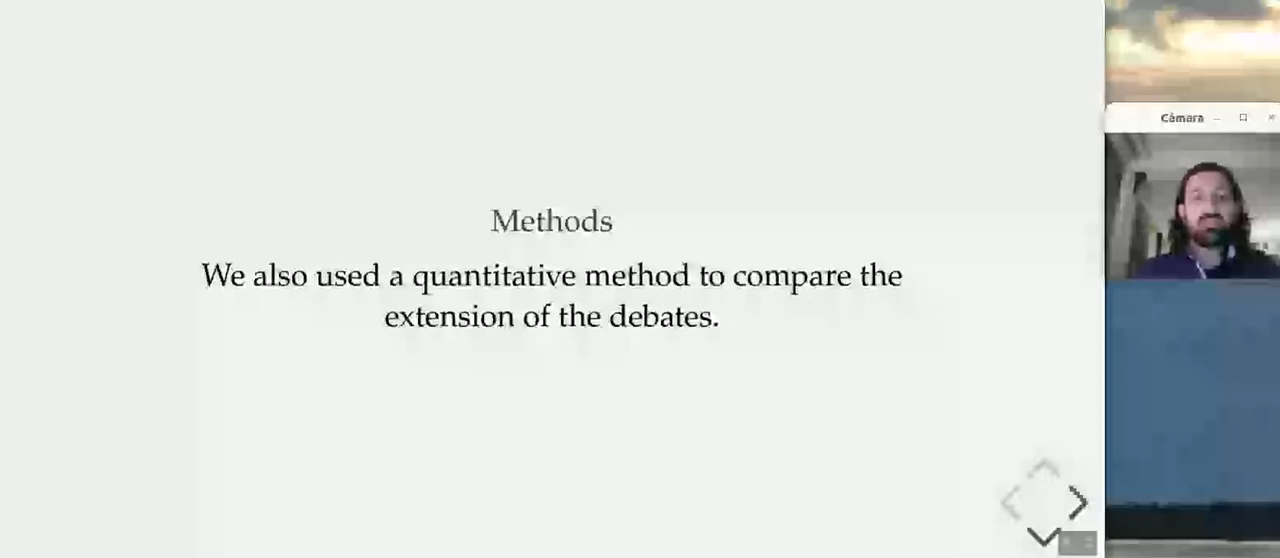 Methods
We also used a quantitative method to compare the
extension of the debates.
Cámara